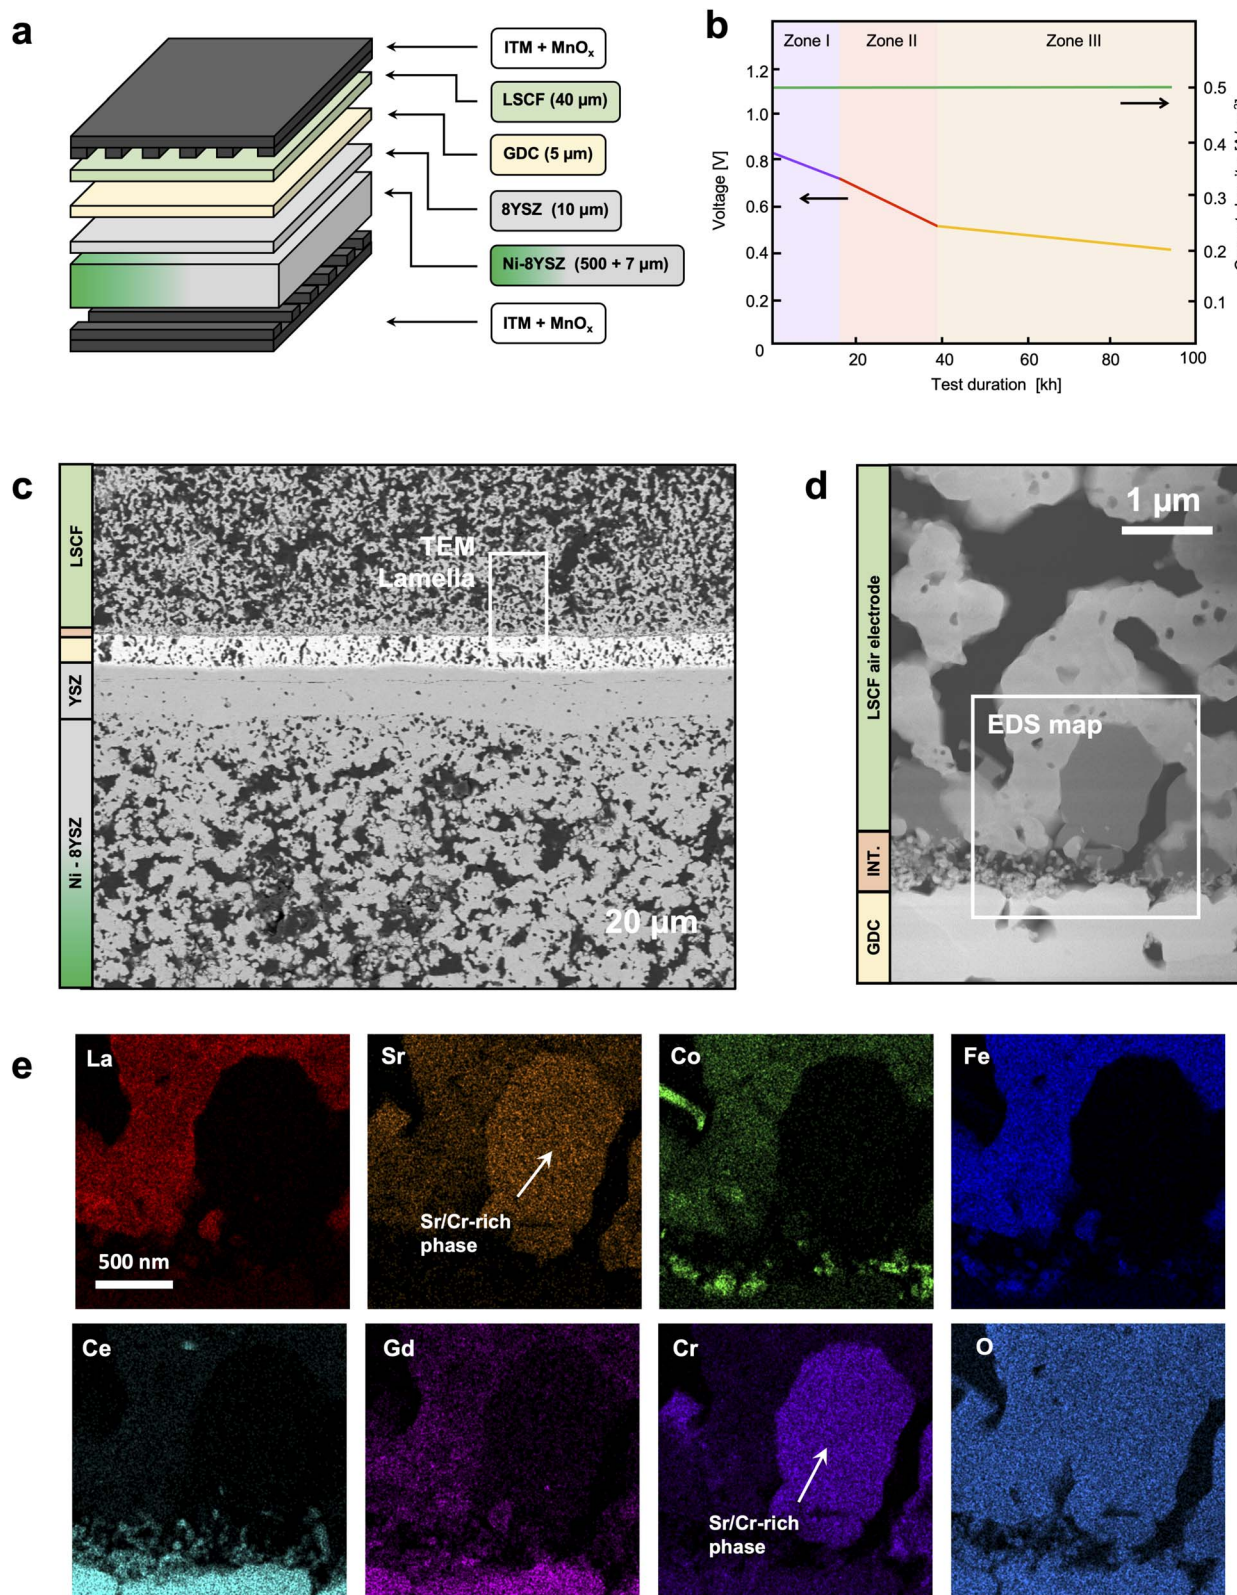 a
ITM + MnOₓ
LSCF (40 µm)
GDC (5 µm)
8YSZ (10 µm)
Ni-8YSZ (500 + 7 µm)
ITM + MnOₓ
b
Zone I
Zone II
Zone III
Voltage [V]
1.2
1.0
0.8
0.6
0.4
0.2
0
20
40
60
80
100
Test duration [kh]
0.5
0.4
0.3
0.2
0.1
c
LSCF
YSZ
Ni - 8YSZ
TEM
Lamella
20 µm
d
LSCF air electrode
INT.
GDC
1 µm
EDS map
e
La
500 nm
Sr
Sr/Cr-rich
phase
Co
Fe
Ce
Gd
Cr
Sr/Cr-rich
phase
O